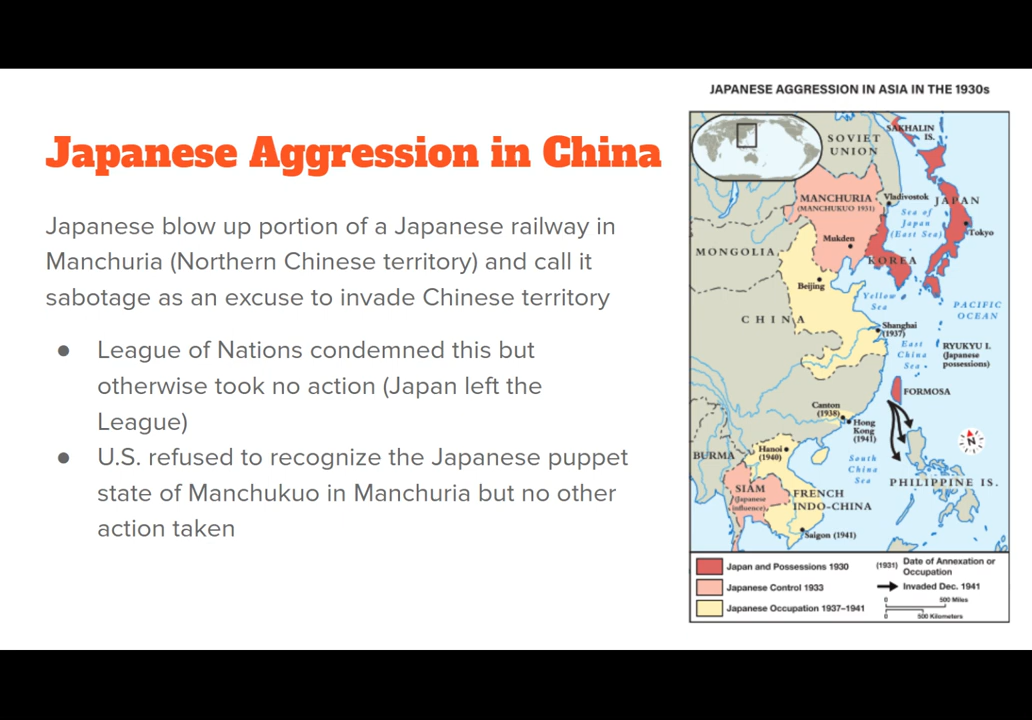 JAPANESE AGGRESSION IN ASIA IN THE 1930s
Japanese Aggression in China
Japanese blow up portion of a Japanese railway in
Manchuria (Northern Chinese territory) and call it
sabotage as an excuse to invade Chinese territory
● League of Nations condemned this but
otherwise took no action (Japan left the
League)
● U.S. refused to recognize the Japanese puppet
state of Manchukuo in Manchuria but no other
action taken
SAKHALIN
IS.
SOVIET
UNION
MANCHURIA
(MANCHUKUO 1931)
Vladivostok
JAPAN
Sea of
Japan
(East Sea)
Tokyo
Mukden
MONGOLIA
KOREA
Beijing
Yellow
Sea
PACIFIC
OCEAN
CHINA
Shanghai
(1937)
East
China
Sea
RYUKYU I.
(Japanese
possessions)
FORMOSA
Canton
(1938)
Hong
Kong
(1941)
N
BURMA
Hanoi
(1940)
South
China
Sea
PHILIPPINE IS.
SIAM
(Japanese
influence)
FRENCH
INDO-CHINA
Saigon (1941)
Japan and Possessions 1930
Japanese Control 1933
Japanese Occupation 1937–1941
(1931) Date of Annexation or
Occupation
Invaded Dec. 1941
0 500 Miles
0 500 Kilometers